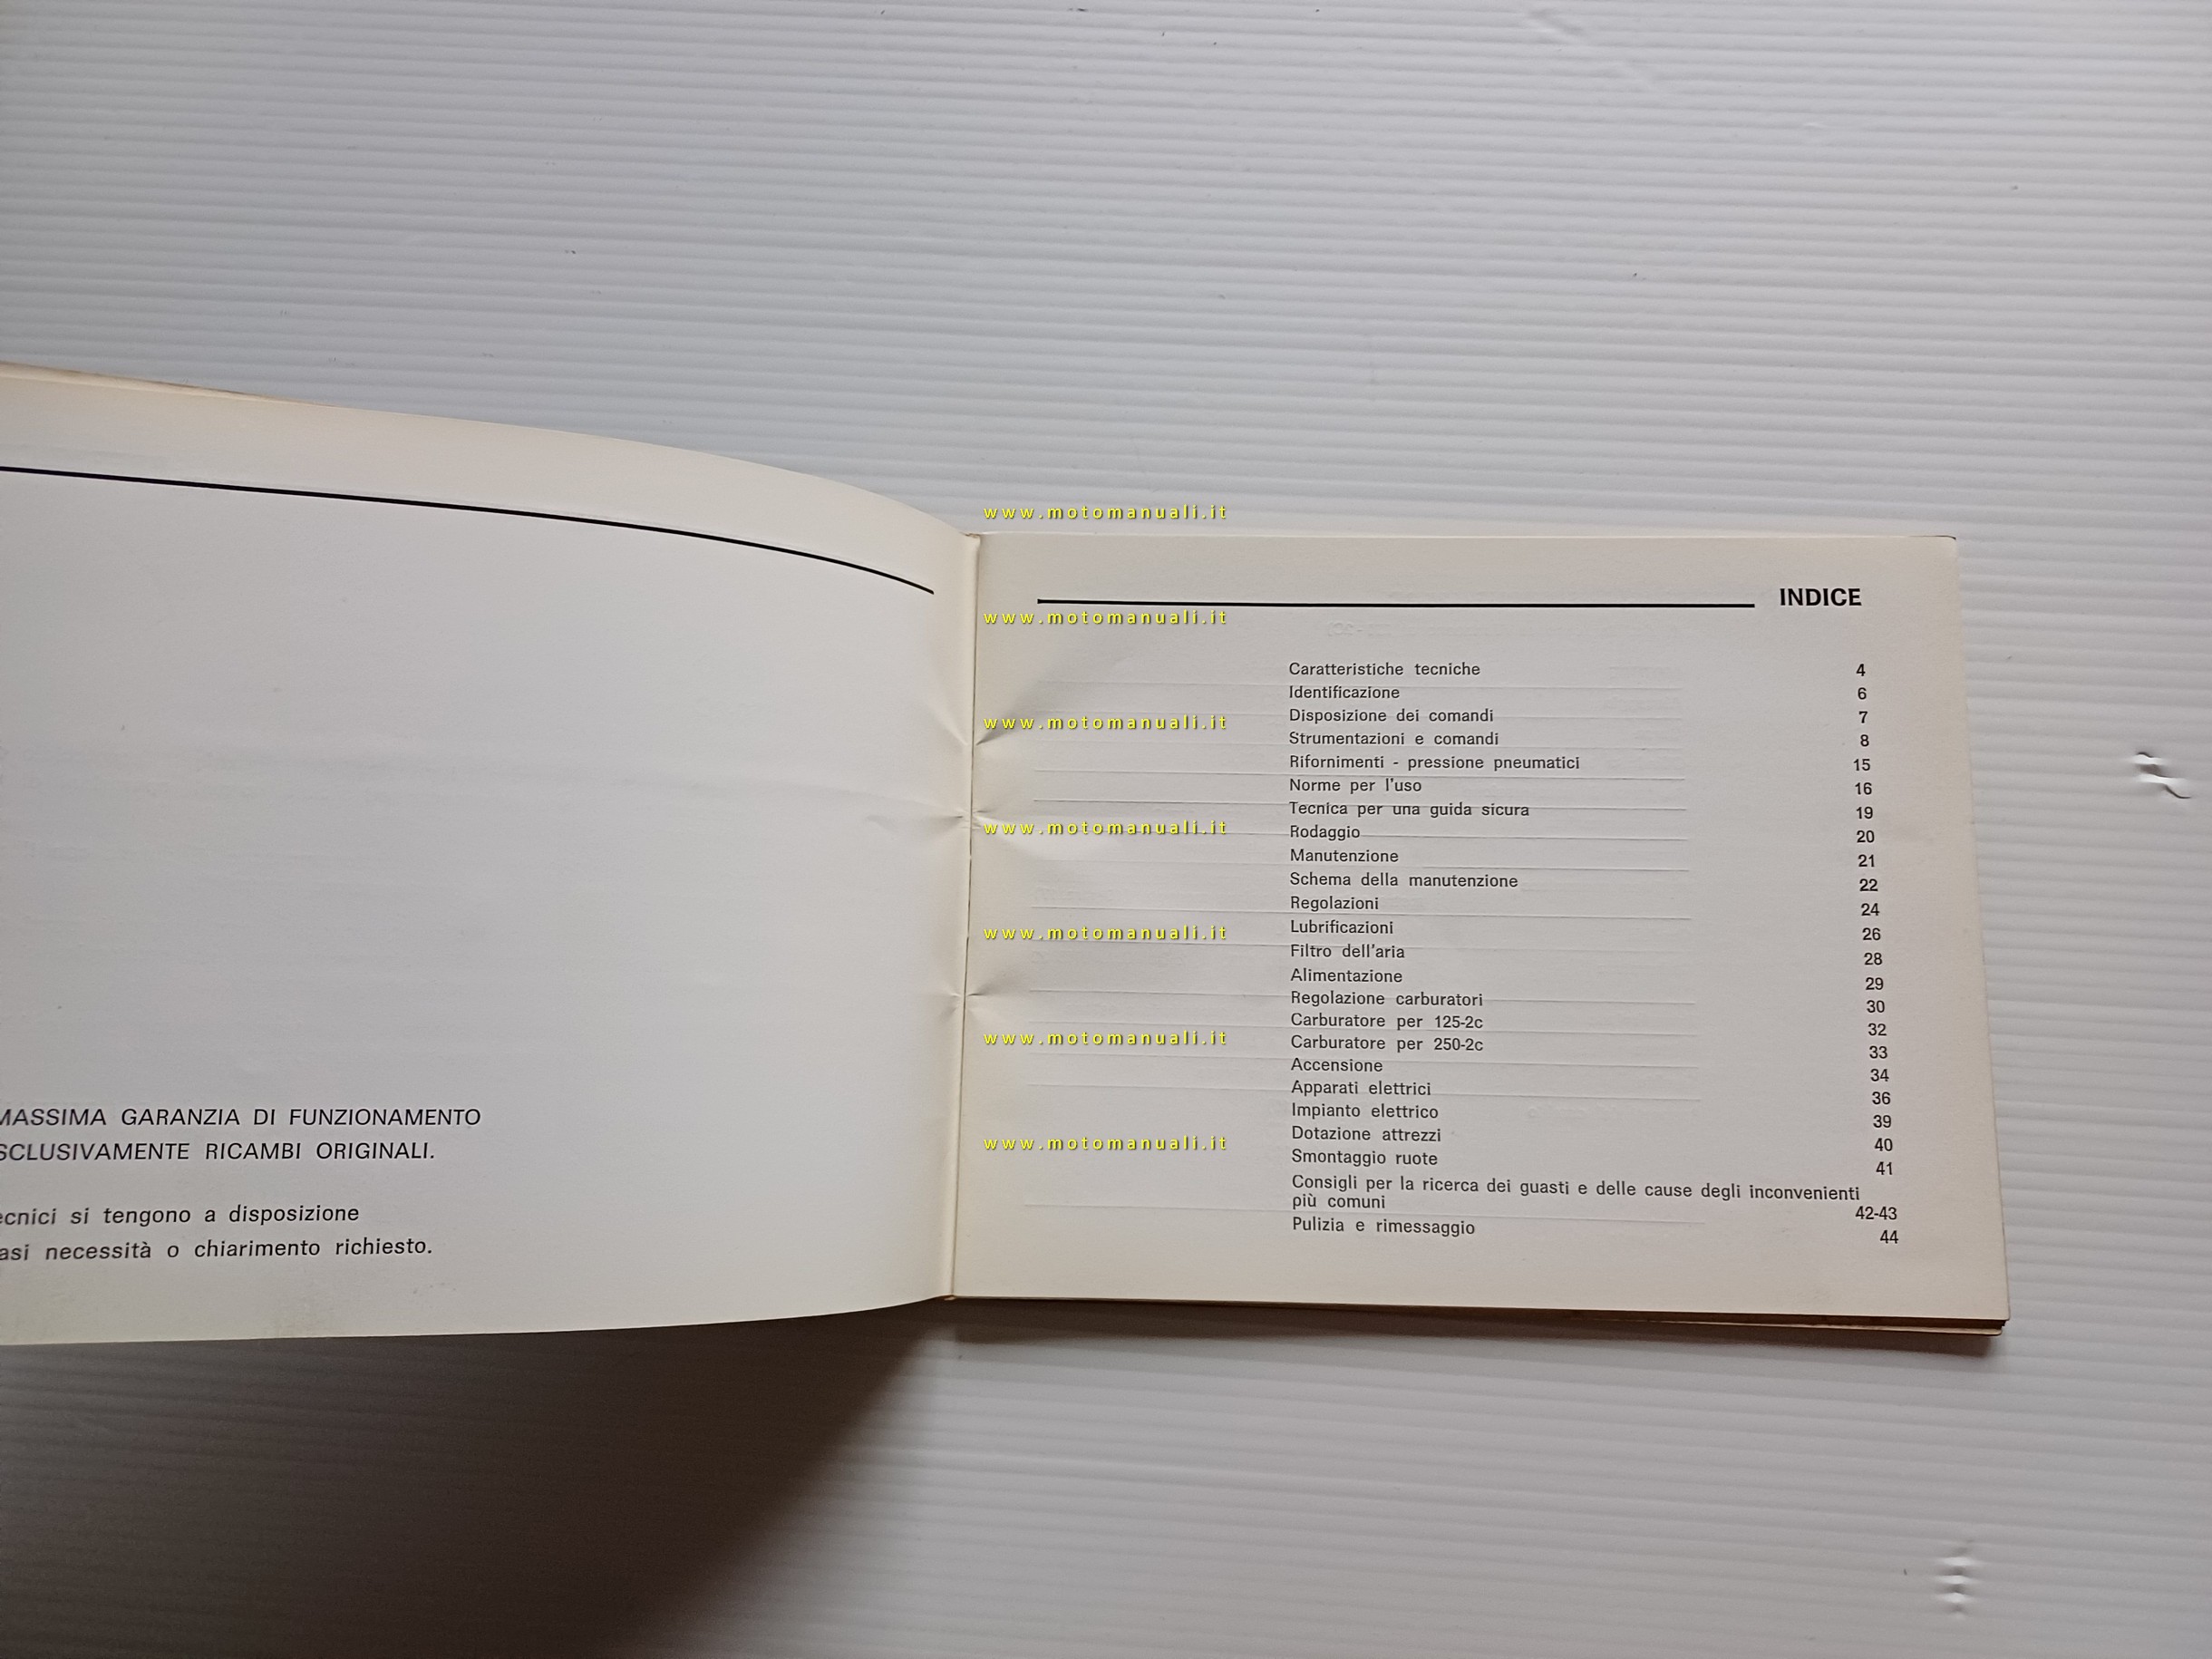 MASSIMA GARANZIA DI FUNZIONAMENTO
RICAMBI ORIGINALI.
si tengono a disposizione
necessità o chiarimento richiesto.
www.motomanuali.it
INDICE
www.motomanuali.it
Caratteristiche tecniche 4
Identificazione 6
Disposizione dei comandi 7
www.motomanuali.it
Strumentazioni e comandi 8
Rifornimenti - pressione pneumatici 15
Norme per l'uso 16
Tecnica per una guida sicura 19
www.motomanuali.it
Rodaggio 20
Manutenzione 21
Schema della manutenzione 22
Regolazioni 24
Lubrificazioni 26
www.motomanuali.it
Filtro dell'aria 28
Alimentazione 29
Regolazione carburatori 30
Carburatore per 125-2c 32
www.motomanuali.it
Carburatore per 250-2c 33
Accensione 34
Apparati elettrici 36
Impianto elettrico 39
Dotazione attrezzi 40
www.motomanuali.it
Smontaggio ruote 41
Consigli per la ricerca dei guasti e delle cause degli inconvenienti
più comuni 42-43
Pulizia e rimessaggio 44